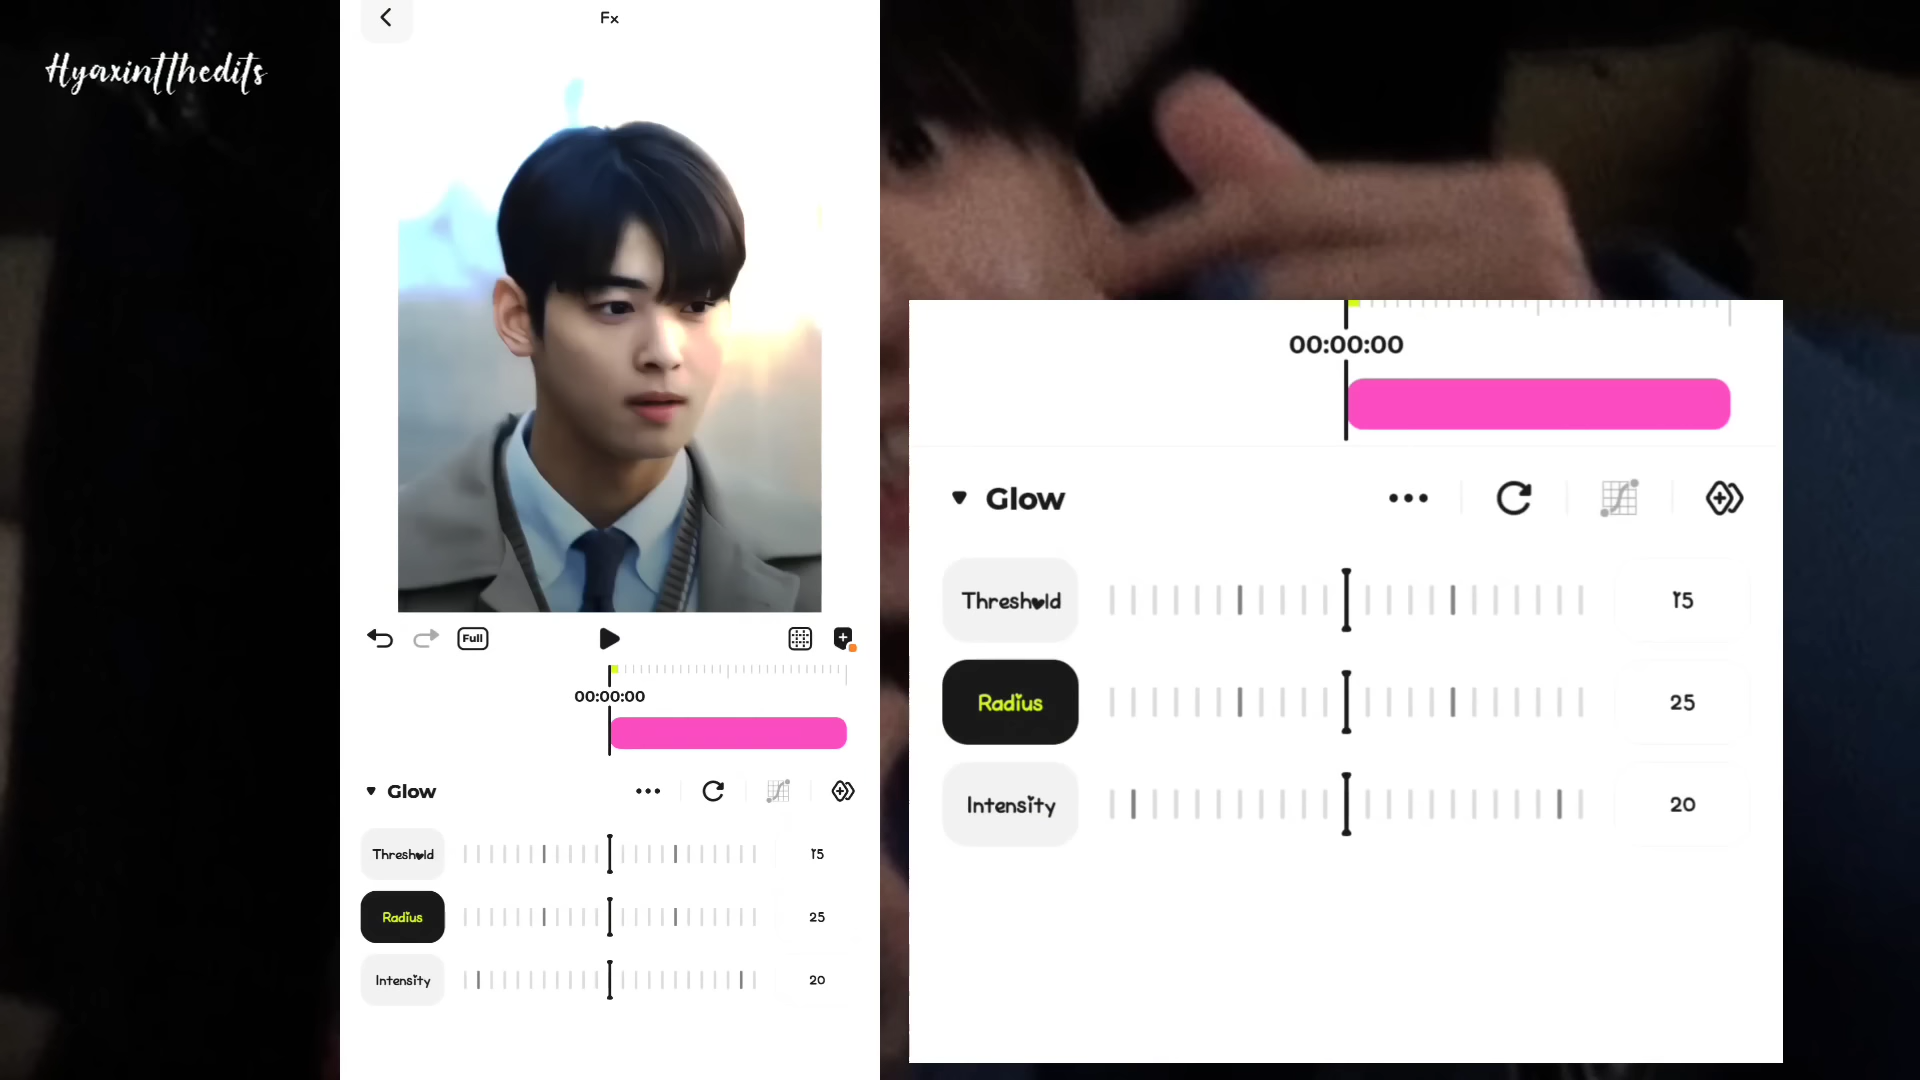 Hyaxintthedits
Fx
Full
00:00:00
Glow
Threshold 15
Radius 25
Intensity 20
00:00:00
Glow
Threshold 15
Radius 25
Intensity 20